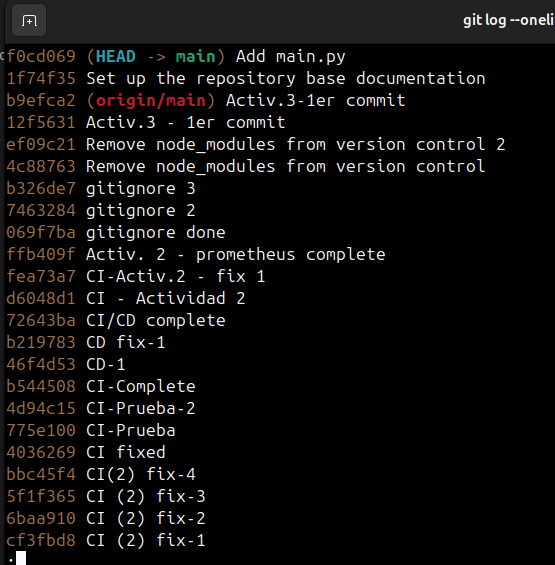 git log --oneli
f0cd069 (HEAD -> main) Add main.py
1f74f35 Set up the repository base documentation
b9efca2 (origin/main) Activ.3-1er commit
12f5631 Activ.3 - 1er commit
ef09c21 Remove node_modules from version control 2
4c88763 Remove node_modules from version control
b326de7 gitignore 3
7463284 gitignore 2
069f7ba gitignore done
ffb409f Activ. 2 - prometheus complete
fea73a7 CI-Activ.2 - fix 1
d6048d1 CI - Actividad 2
72643ba CI/CD complete
b219783 CD fix-1
46f4d53 CD-1
b544508 CI-Complete
4d94c15 CI-Prueba-2
775e100 CI-Prueba
4036269 CI fixed
bbc45f4 CI(2) fix-4
5f1f365 CI (2) fix-3
6baa910 CI (2) fix-2
cf3fbd8 CI (2) fix-1